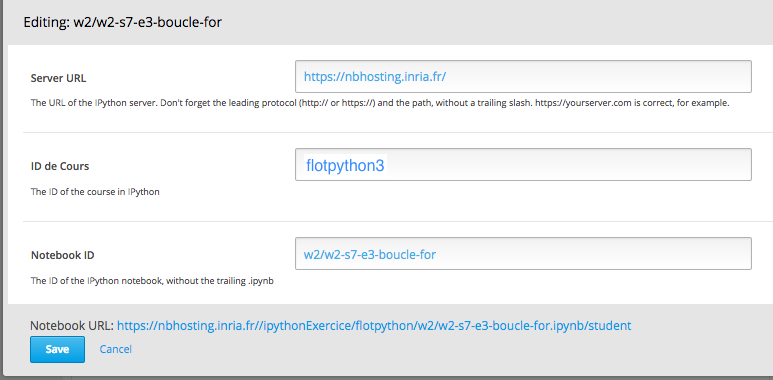 Editing: w2/w2-s7-e3-boucle-for
Server URL
https://nbhosting.inria.fr/
The URL of the IPython server. Don't forget the leading protocol (http:// or https://) and the path, without a trailing slash. https://yourserver.com is correct, for example.
ID de Cours
flotpython3
The ID of the course in IPython
Notebook ID
w2/w2-s7-e3-boucle-for
The ID of the IPython notebook, without the trailing .ipynb
Notebook URL: https://nbhosting.inria.fr//ipythonExercice/flotpython/w2/w2-s7-e3-boucle-for.ipynb/student
Save Cancel